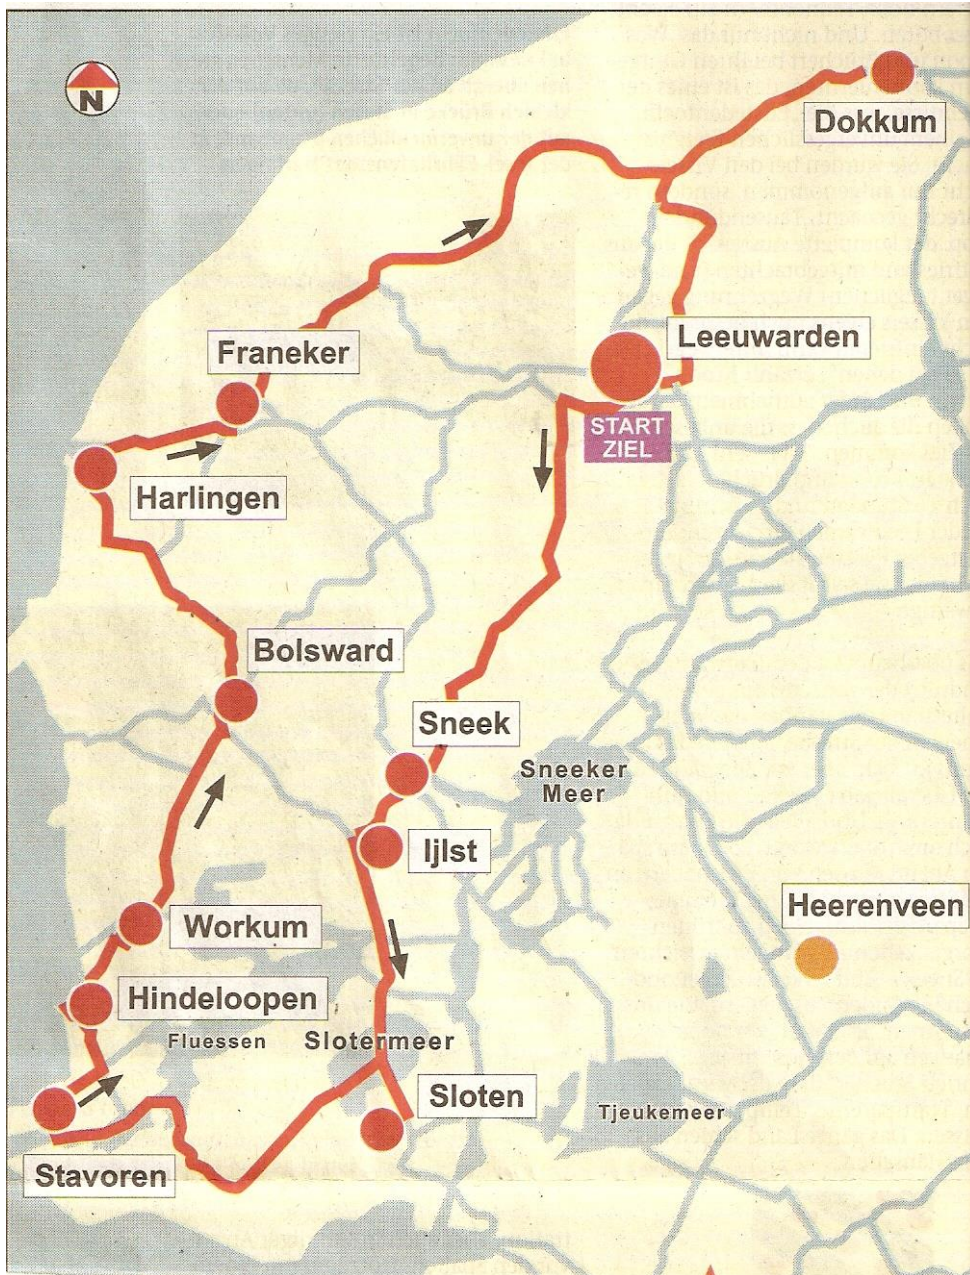 N
Dokkum
Leeuwarden
START
ZIEL
Franeker
Harlingen
Bolsward
Sneek
Sneeker
Meer
Ijlst
Heerenveen
Workum
Hindeloopen
Fluessen
Slotermeer
Sloten
Tjeukemeer
Stavoren